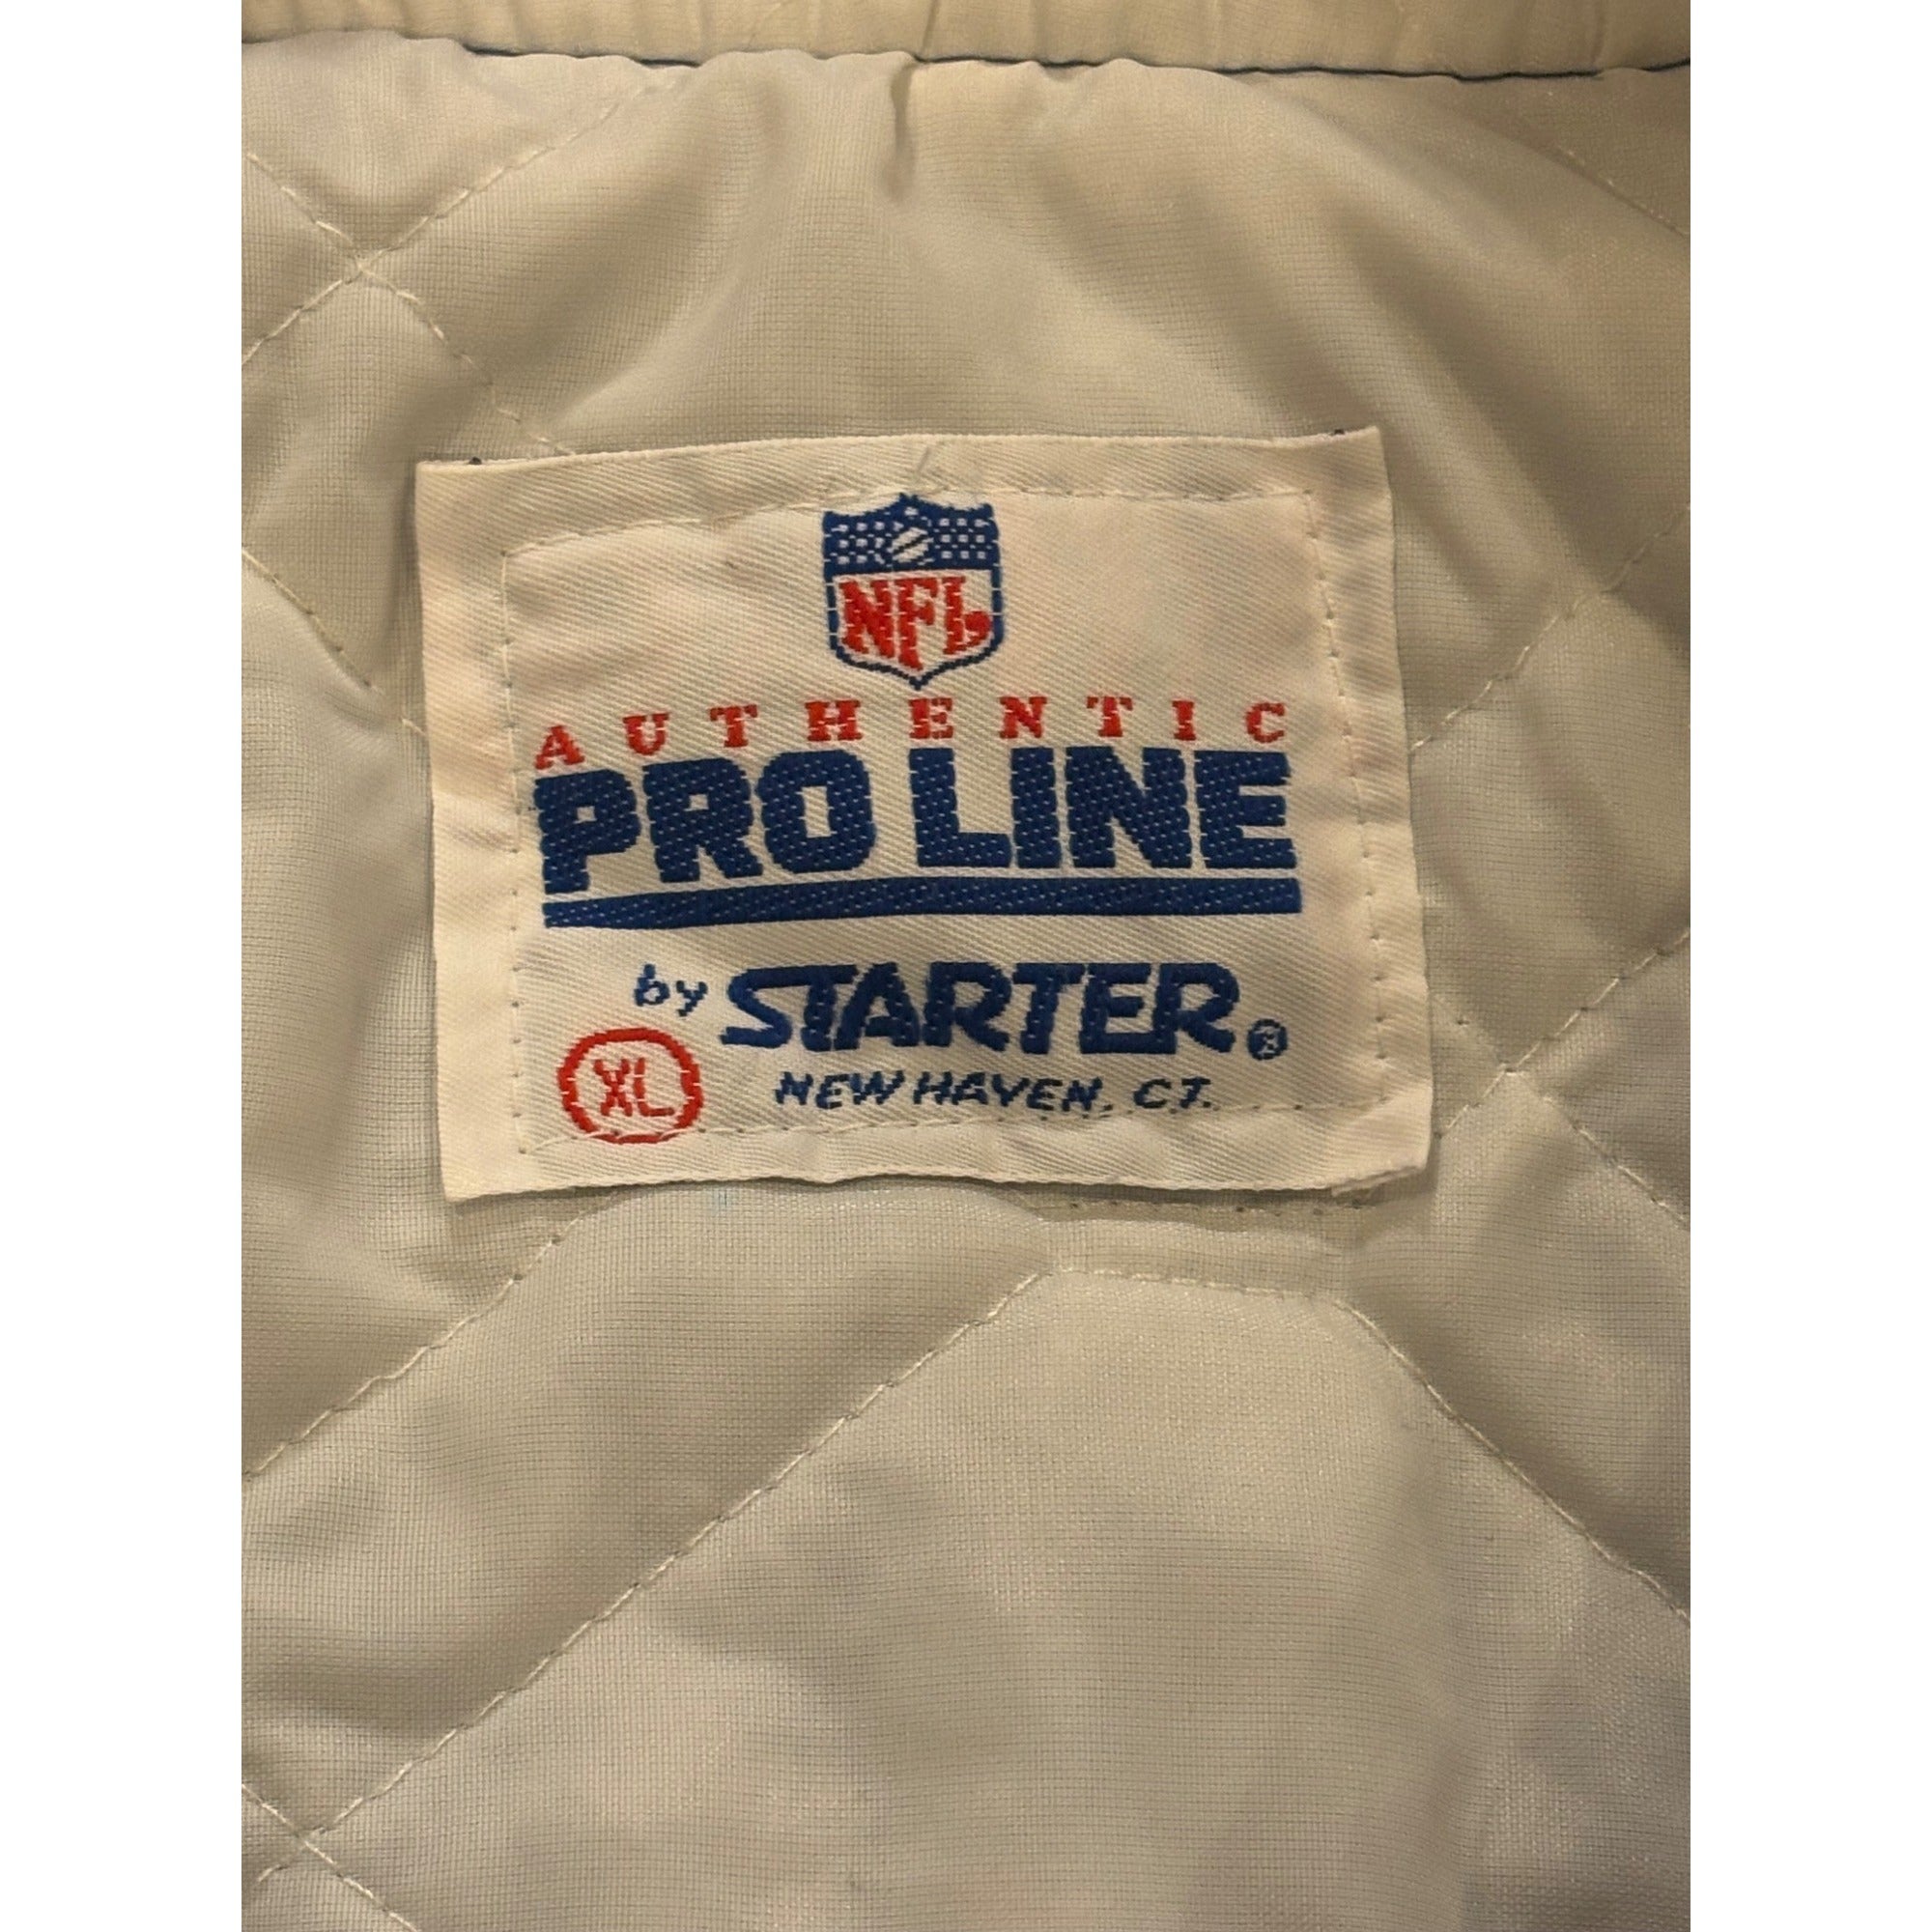 NFL
AUTHENTIC
PRO LINE
by STARTER®
XL
NEW HAVEN, CT.